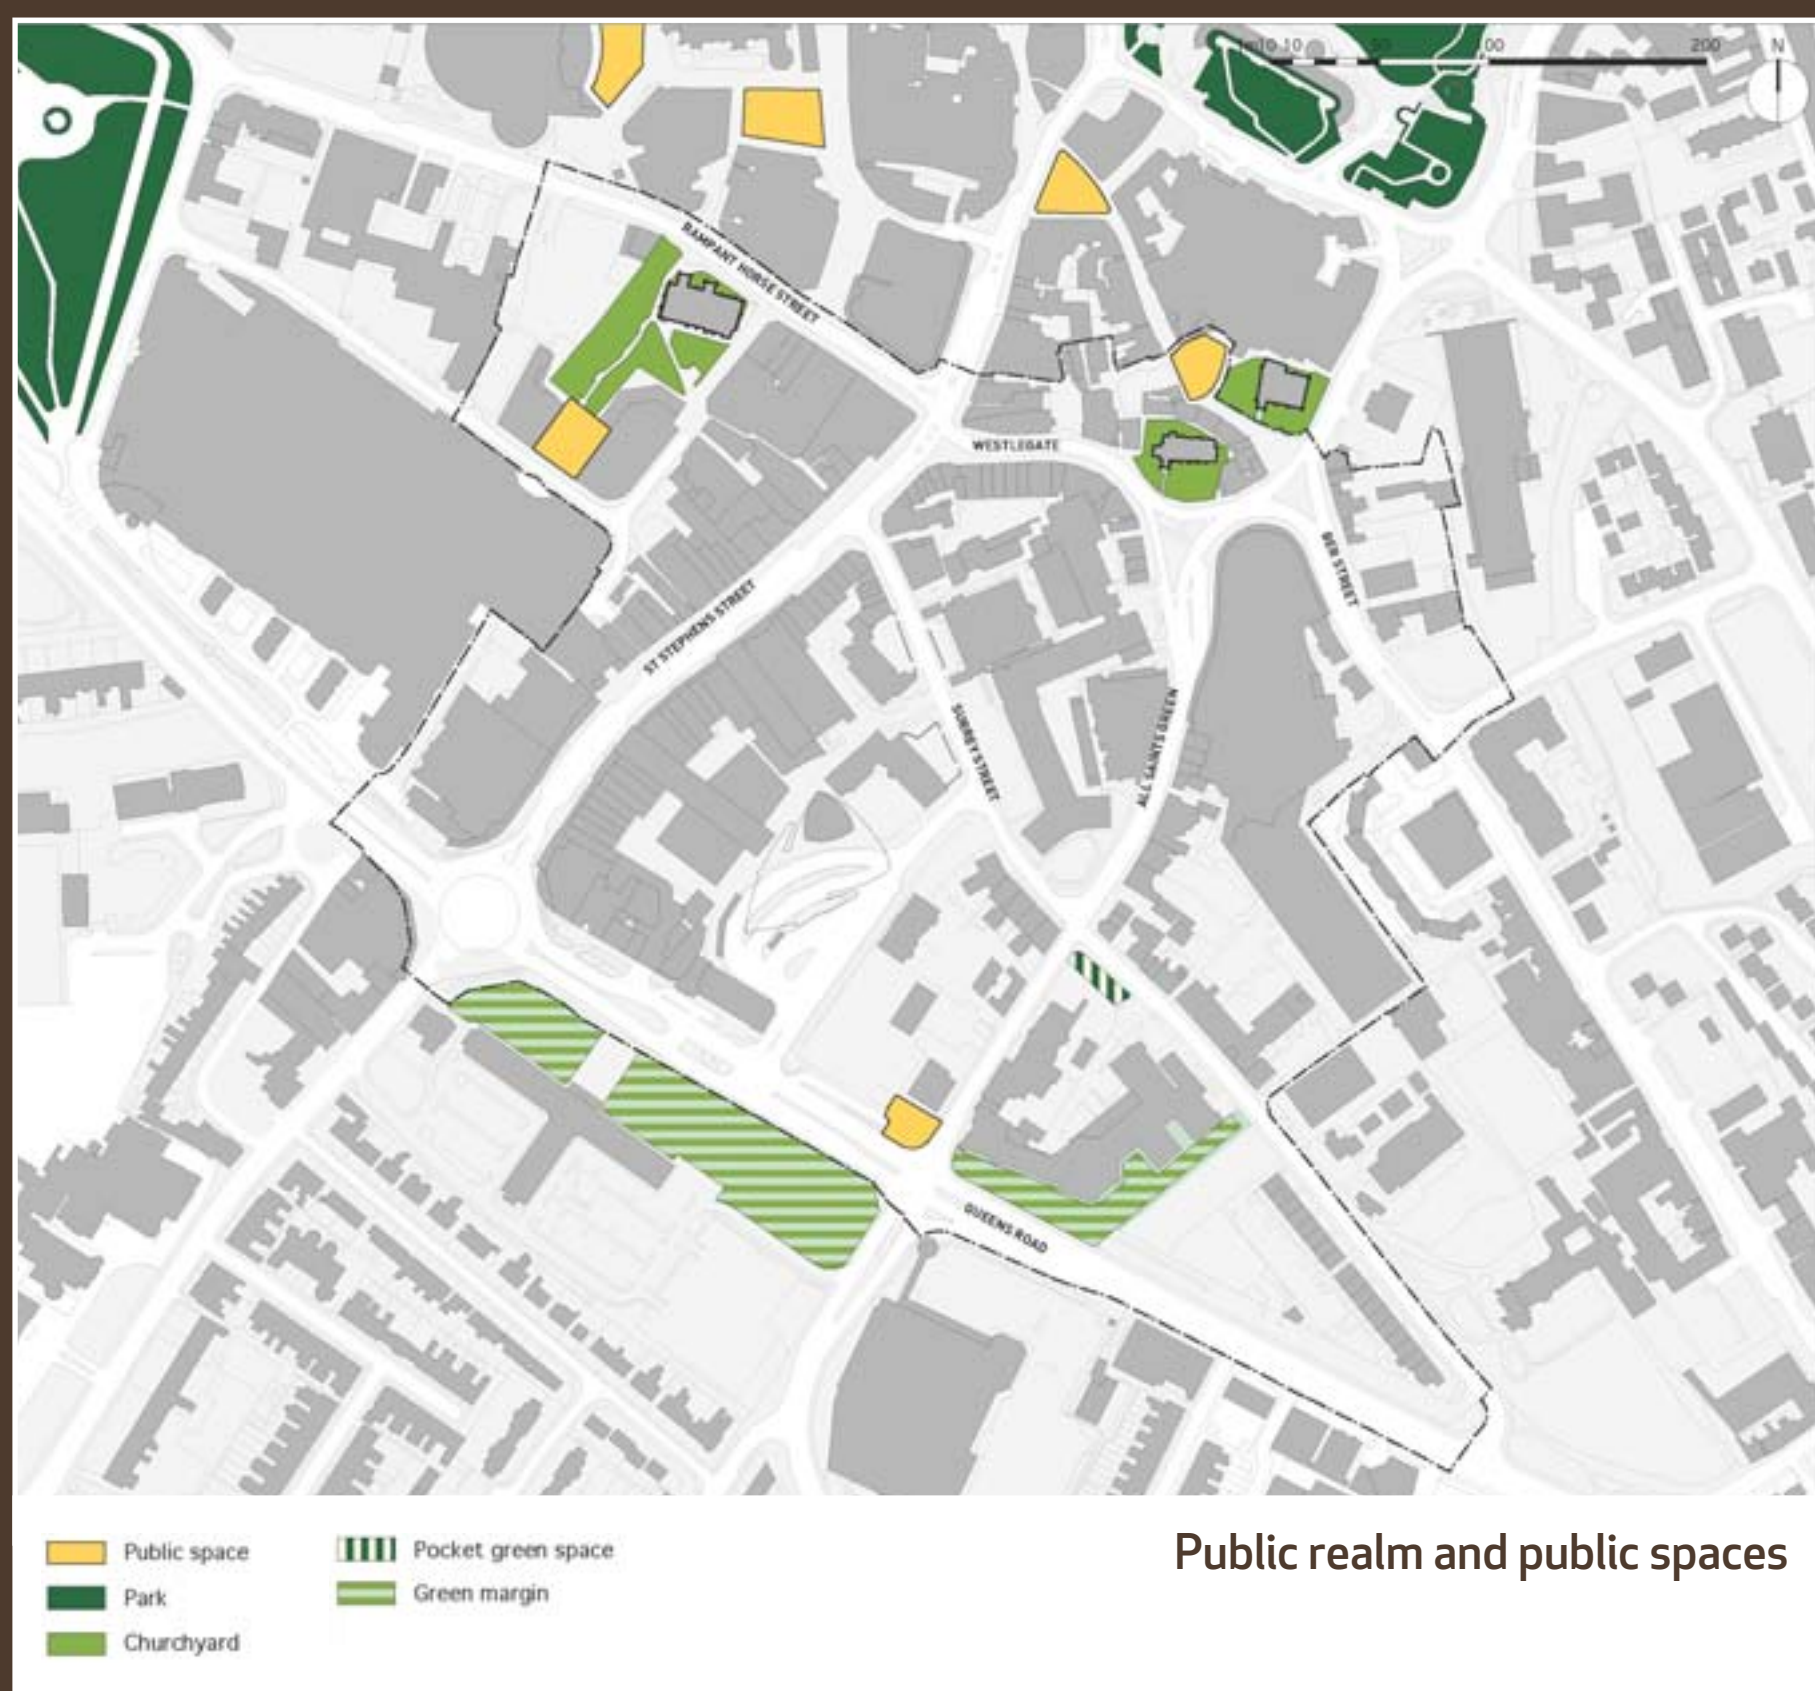 200
N
RAMPANT HORSE STREET
WESTLEGATE
BER STREET
ST STEPHENS STREET
SURREY STREET
ALL SAINTS GREEN
QUEENS ROAD
Public space
Park
Churchyard
Pocket green space
Green margin
Public realm and public spaces